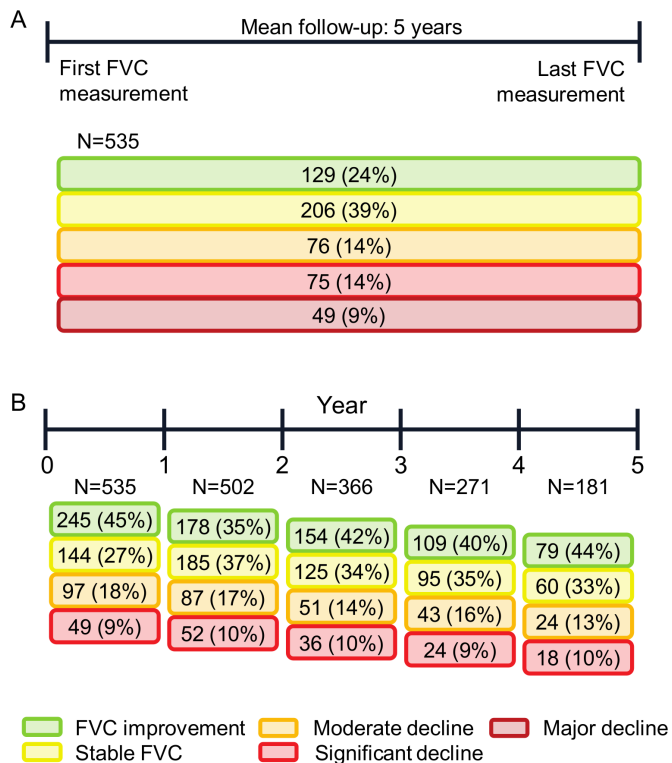 A
Mean follow-up: 5 years
First FVC measurement
Last FVC measurement
N=535
129 (24%)
206 (39%)
76 (14%)
75 (14%)
49 (9%)
B
Year
0 1 2 3 4 5
N=535 N=502 N=366 N=271 N=181
245 (45%) 178 (35%) 154 (42%) 109 (40%) 79 (44%)
144 (27%) 185 (37%) 125 (34%) 95 (35%) 60 (33%)
97 (18%) 87 (17%) 51 (14%) 43 (16%) 24 (13%)
49 (9%) 52 (10%) 36 (10%) 24 (9%) 18 (10%)
FVC improvement Moderate decline Major decline
Stable FVC Significant decline